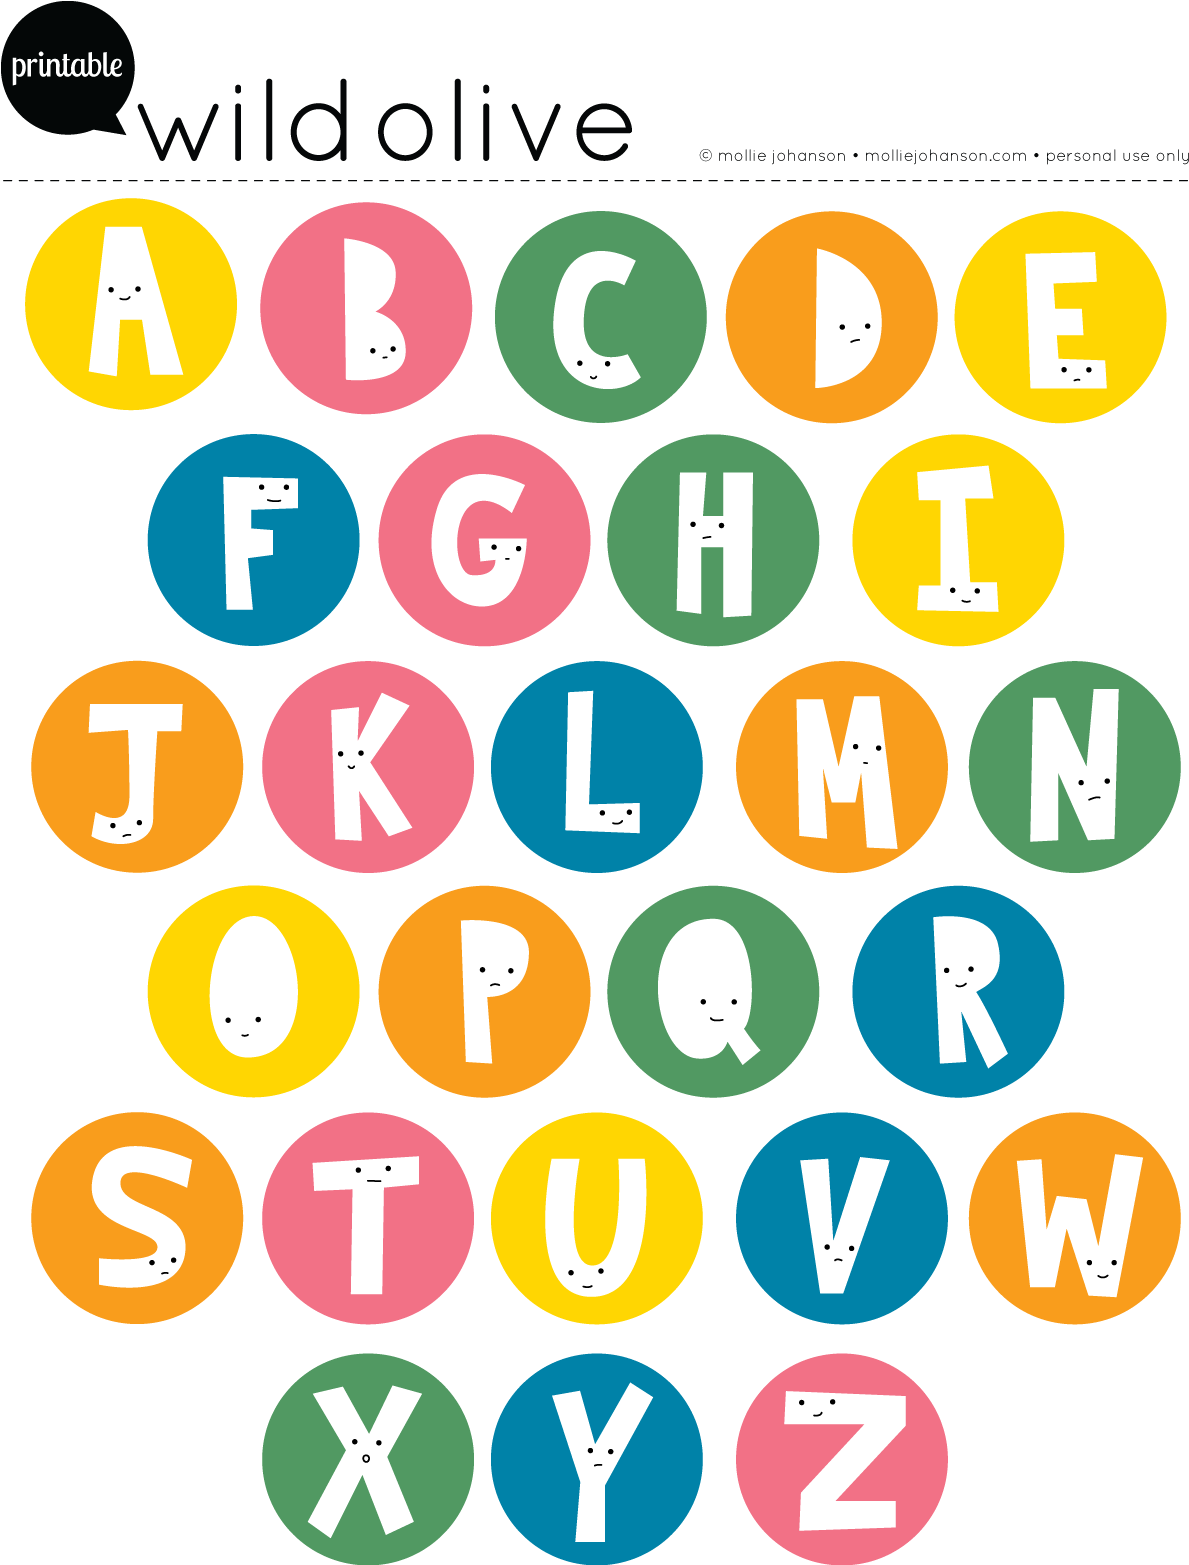 printable
wild olive
© mollie johanson • molliejohanson.com • personal use only
A B C D E
F G H I
J K L M N
O P Q R
S T U V W
X Y Z